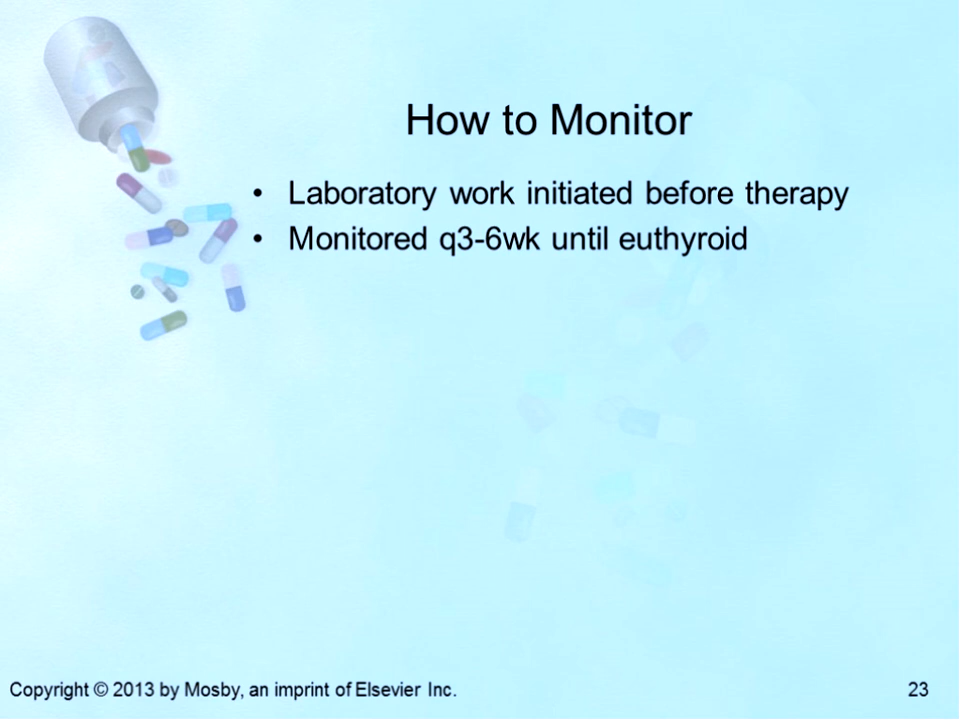 How to Monitor
• Laboratory work initiated before therapy
• Monitored q3-6wk until euthyroid
Copyright © 2013 by Mosby, an imprint of Elsevier Inc.
23